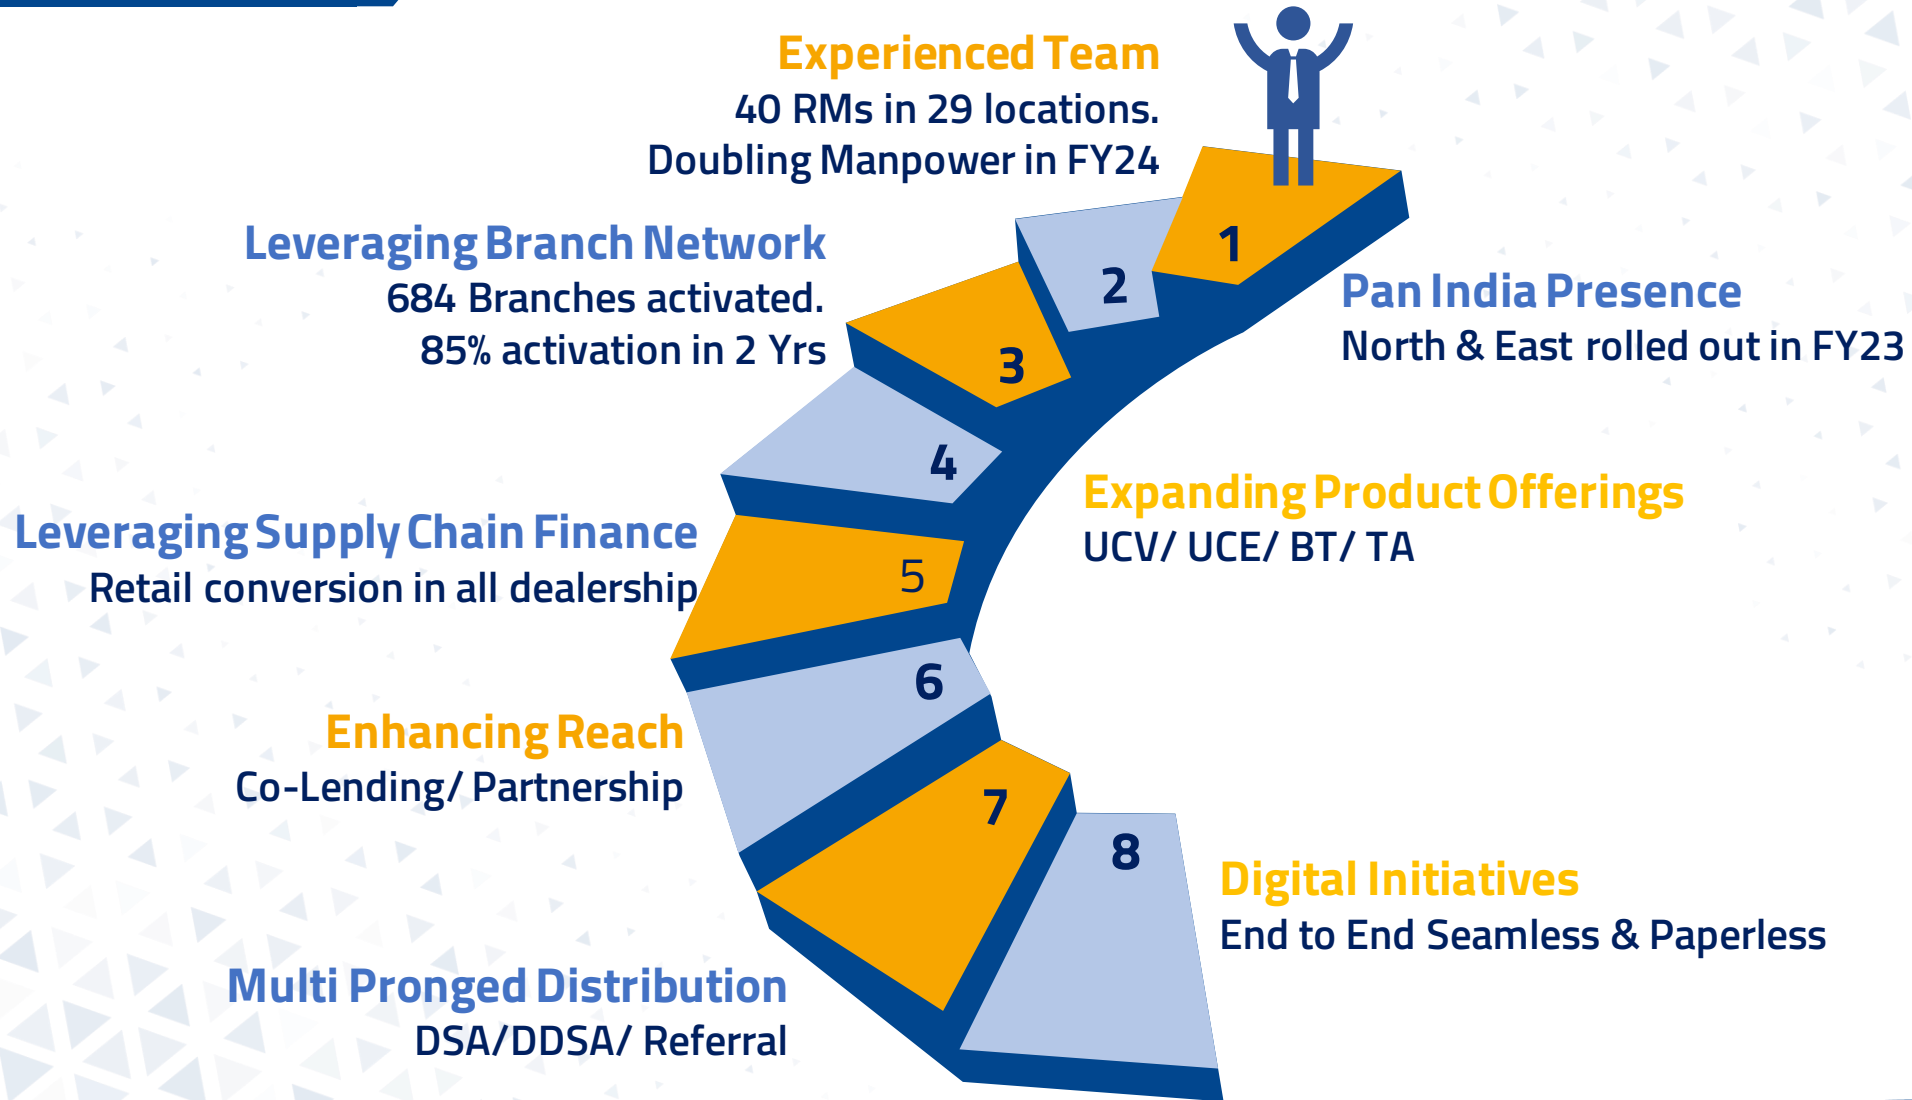 Experienced Team
40 RMs in 29 locations.
Doubling Manpower in FY24
1
Pan India Presence
North & East rolled out in FY23
2
Leveraging Branch Network
684 Branches activated.
85% activation in 2 Yrs
3
Expanding Product Offerings
UCV/ UCE/ BT/ TA
4
Leveraging Supply Chain Finance
Retail conversion in all dealership
5
Enhancing Reach
Co-Lending/ Partnership
6
Multi Pronged Distribution
DSA/DDSA/ Referral
7
Digital Initiatives
End to End Seamless & Paperless
8